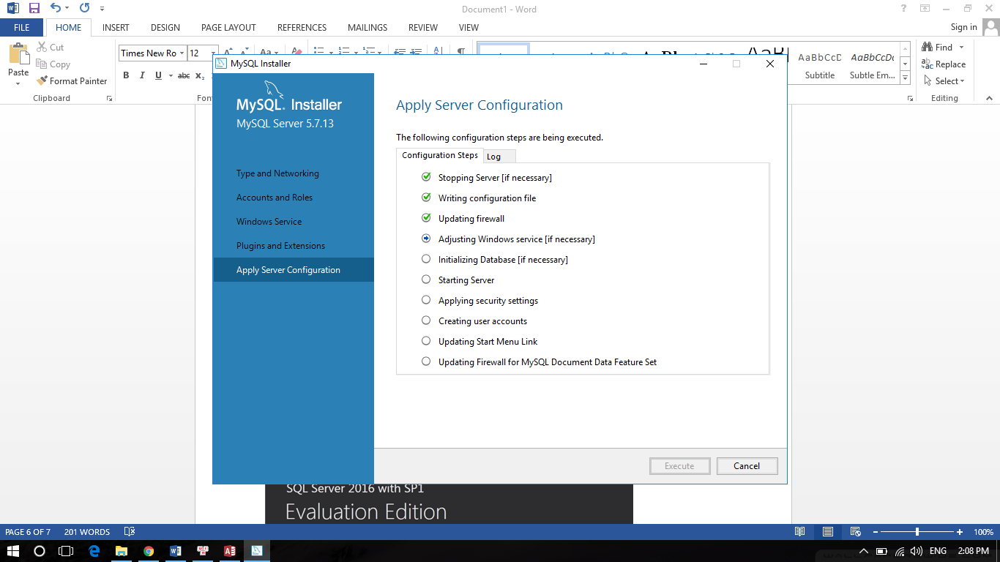 Document1 - Word
FILE HOME INSERT DESIGN PAGE LAYOUT REFERENCES MAILINGS REVIEW VIEW Sign in
Paste
Cut
Copy
Format Painter
Clipboard
Times New Ro 12
B I U abc x₂
AaBbCcD AaBbCcDı
Subtitle Subtle Em...
Find
Replace
Select
Editing
MySQL Installer
MySQL. Installer
MySQL Server 5.7.13
Type and Networking
Accounts and Roles
Windows Service
Plugins and Extensions
Apply Server Configuration
Apply Server Configuration
The following configuration steps are being executed.
Configuration Steps Log
Stopping Server [if necessary]
Writing configuration file
Updating firewall
Adjusting Windows service [if necessary]
Initializing Database [if necessary]
Starting Server
Applying security settings
Creating user accounts
Updating Start Menu Link
Updating Firewall for MySQL Document Data Feature Set
Execute Cancel
SQL Server 2016 with SP1
Evaluation Edition
PAGE 6 OF 7 201 WORDS 100%
ENG 2:08 PM